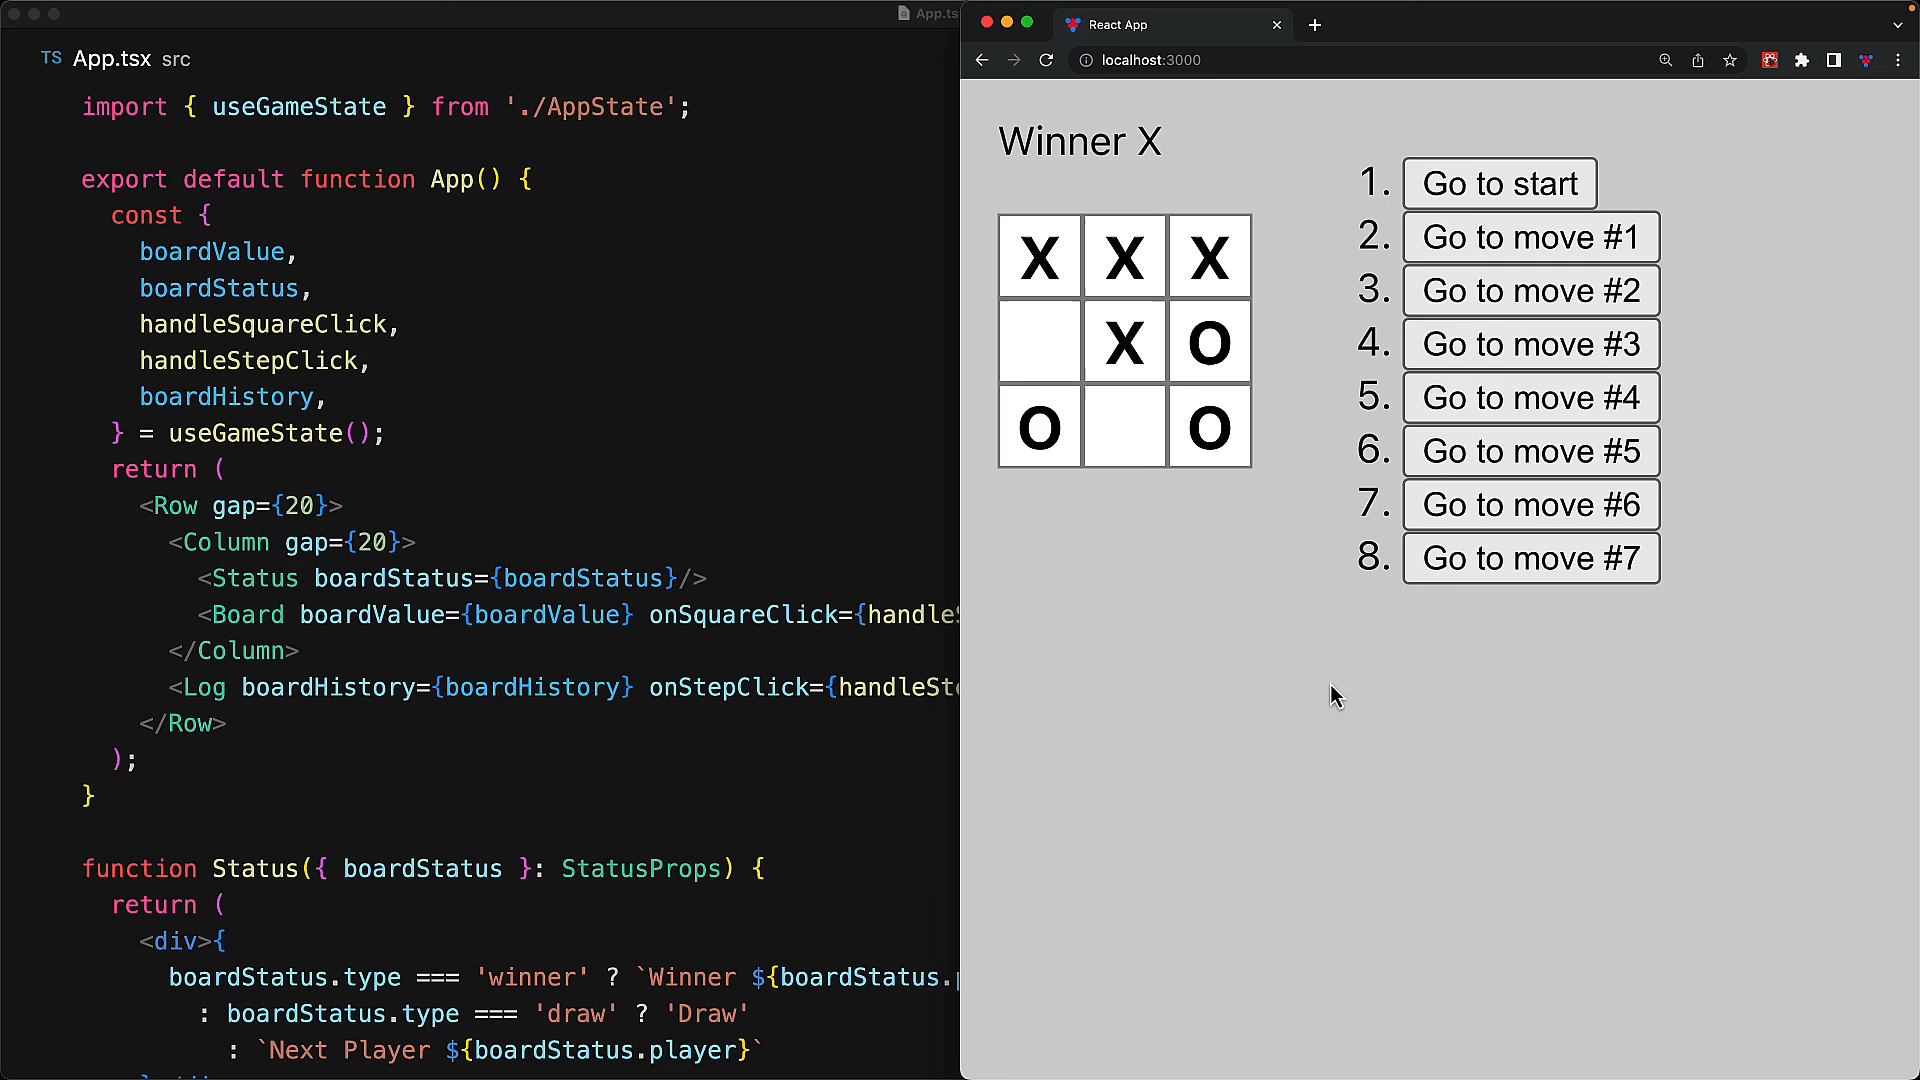 App.ts
TS App.tsx src
import { useGameState } from './AppState';
export default function App() {
const {
boardValue,
boardStatus,
handleSquareClick,
handleStepClick,
boardHistory,
} = useGameState();
return (
<Row gap={20}>
<Column gap={20}>
<Status boardStatus={boardStatus}/>
<Board boardValue={boardValue} onSquareClick={handle
</Column>
<Log boardHistory={boardHistory} onStepClick={handleSt
</Row>
);
}
function Status({ boardStatus }: StatusProps) {
return (
<div>{
boardStatus.type === 'winner' ? `Winner ${boardStatus.
: boardStatus.type === 'draw' ? 'Draw'
: `Next Player ${boardStatus.player}`
React App
localhost:3000
Winner X
X X X
X O
O O
1. Go to start
2. Go to move #1
3. Go to move #2
4. Go to move #3
5. Go to move #4
6. Go to move #5
7. Go to move #6
8. Go to move #7